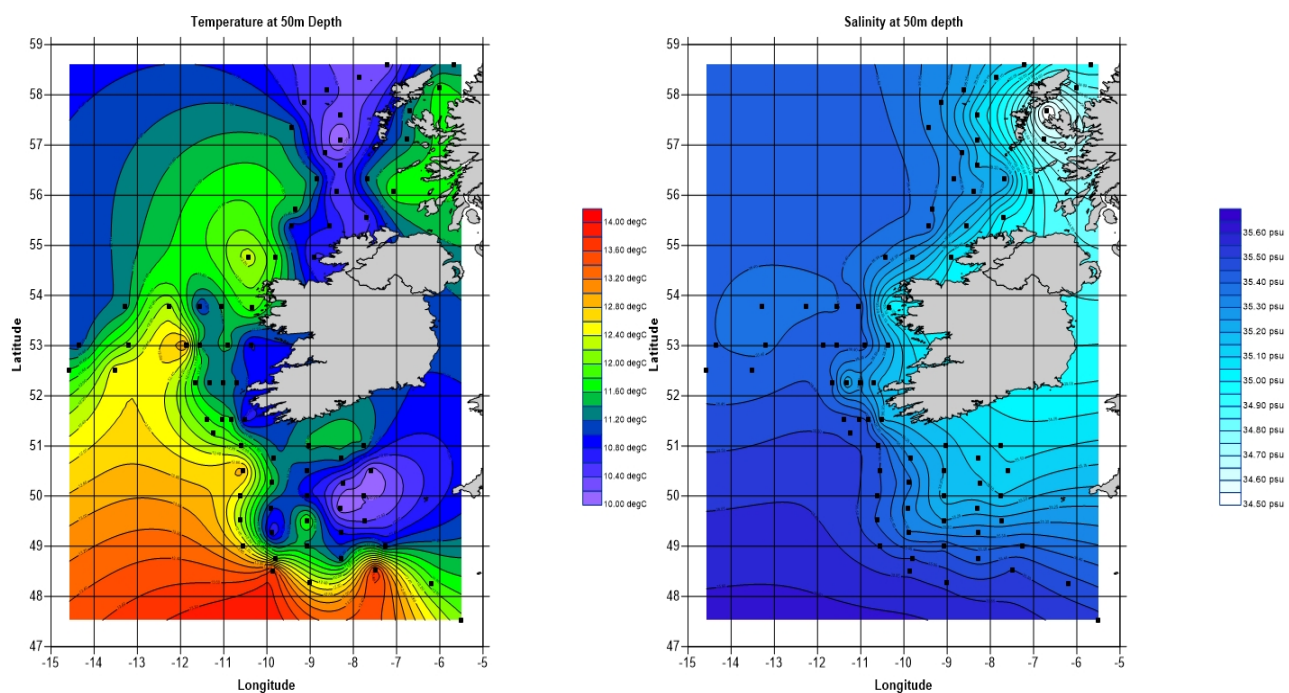 Temperature at 50m Depth
59
58
57
56
55
54
53
52
51
50
49
48
47
Latitude
-15 -14 -13 -12 -11 -10 -9 -8 -7 -6 -5
Longitude
14.00 degC
13.60 degC
13.20 degC
12.80 degC
12.40 degC
12.00 degC
11.60 degC
11.20 degC
10.80 degC
10.40 degC
10.00 degC
Salinity at 50m depth
59
58
57
56
55
54
53
52
51
50
49
48
47
Latitude
-15 -14 -13 -12 -11 -10 -9 -8 -7 -6 -5
Longitude
35.60 psu
35.50 psu
35.40 psu
35.30 psu
35.20 psu
35.10 psu
35.00 psu
34.90 psu
34.80 psu
34.70 psu
34.60 psu
34.50 psu